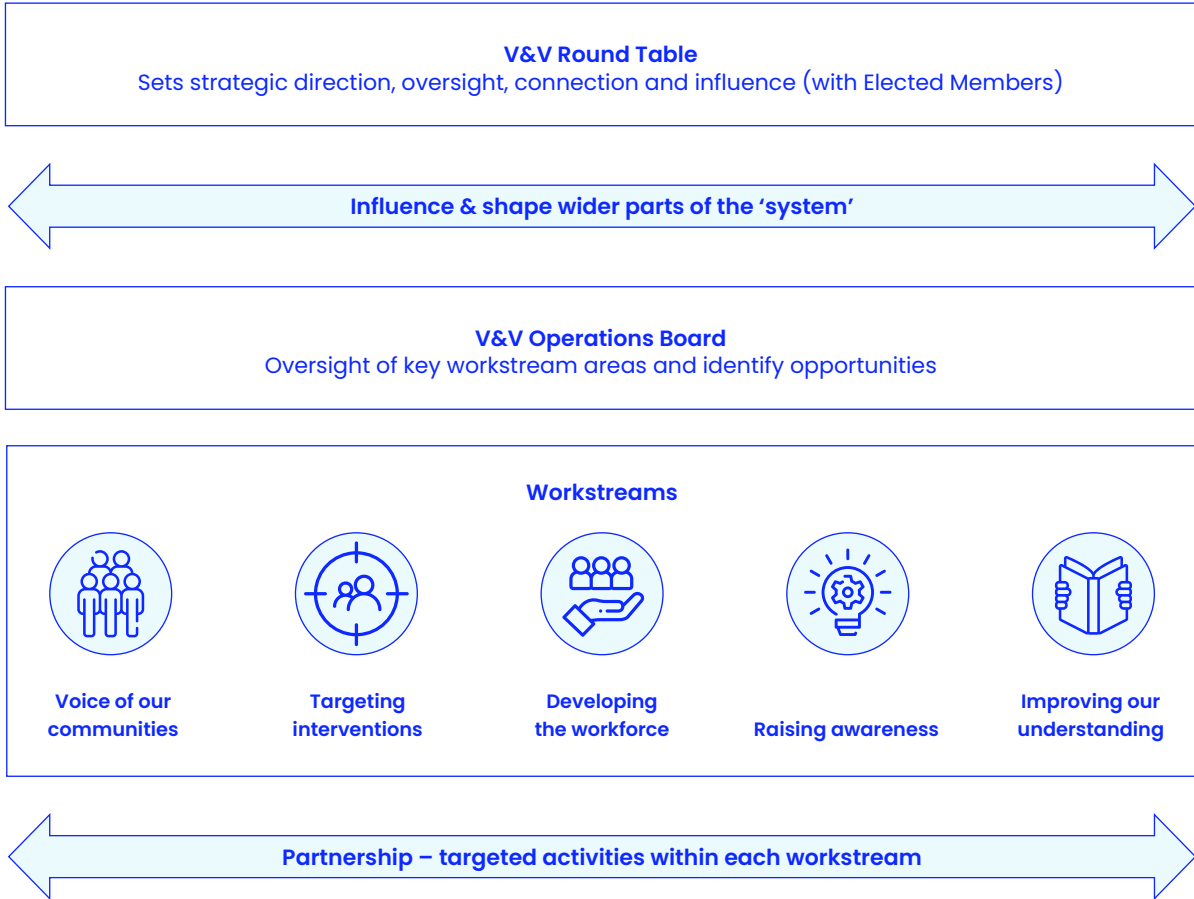 V&V Round Table
Sets strategic direction, oversight, connection and influence (with Elected Members)
Influence & shape wider parts of the ‘system’
V&V Operations Board
Oversight of key workstream areas and identify opportunities
Workstreams
Voice of our
communities
Targeting
interventions
Developing
the workforce
Raising awareness
Improving our
understanding
Partnership – targeted activities within each workstream